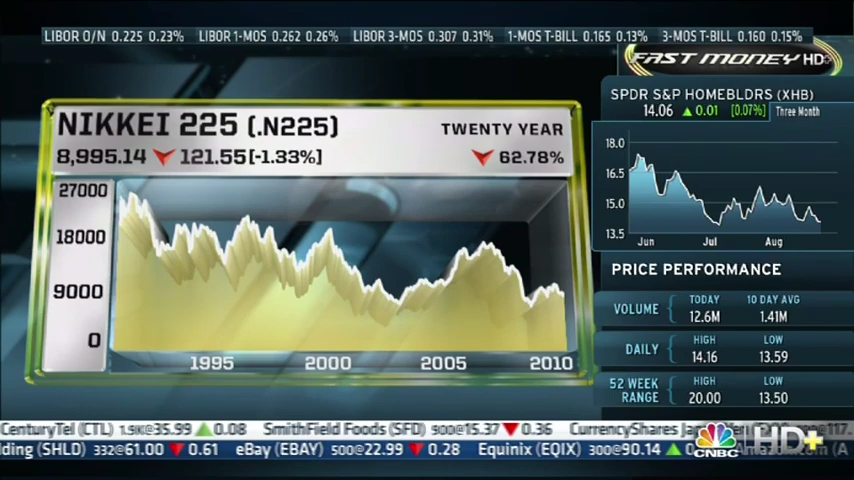 LIBOR O/N 0.225 0.23% LIBOR 1-MOS 0.262 0.26% LIBOR 3-MOS 0.307 0.31% 1-MOS T-BILL 0.165 0.13% 3-MOS T-BILL 0.160 0.15%
FAST MONEY HD+
NIKKEI 225 (.N225)
TWENTY YEAR
8,995.14 ▼ 121.55[-1.33%]
▼ 62.78%
27000
18000
9000
0
1995 2000 2005 2010
SPDR S&P HOMEBLDRS (XHB)
14.06 ▲ 0.01 [0.07%] Three Month
18.0
16.5
15.0
13.5
Jun Jul Aug
PRICE PERFORMANCE
VOLUME
TODAY 10 DAY AVG
12.6M 1.41M
DAILY
HIGH LOW
14.16 13.59
52 WEEK RANGE
HIGH LOW
20.00 13.50
CenturyTel (CTL) 1.9K@35.99 ▲ 0.08 SmithField Foods (SFD) 900@15.37 ▼ 0.36 CurrencyShares Jap
lding (SHLD) 332@61.00 ▼ 0.61 eBay (EBAY) 500@22.99 ▼ 0.28 Equinix (EQIX) 300@90.14 ▲ Amazon.com (A
CNBC HD+